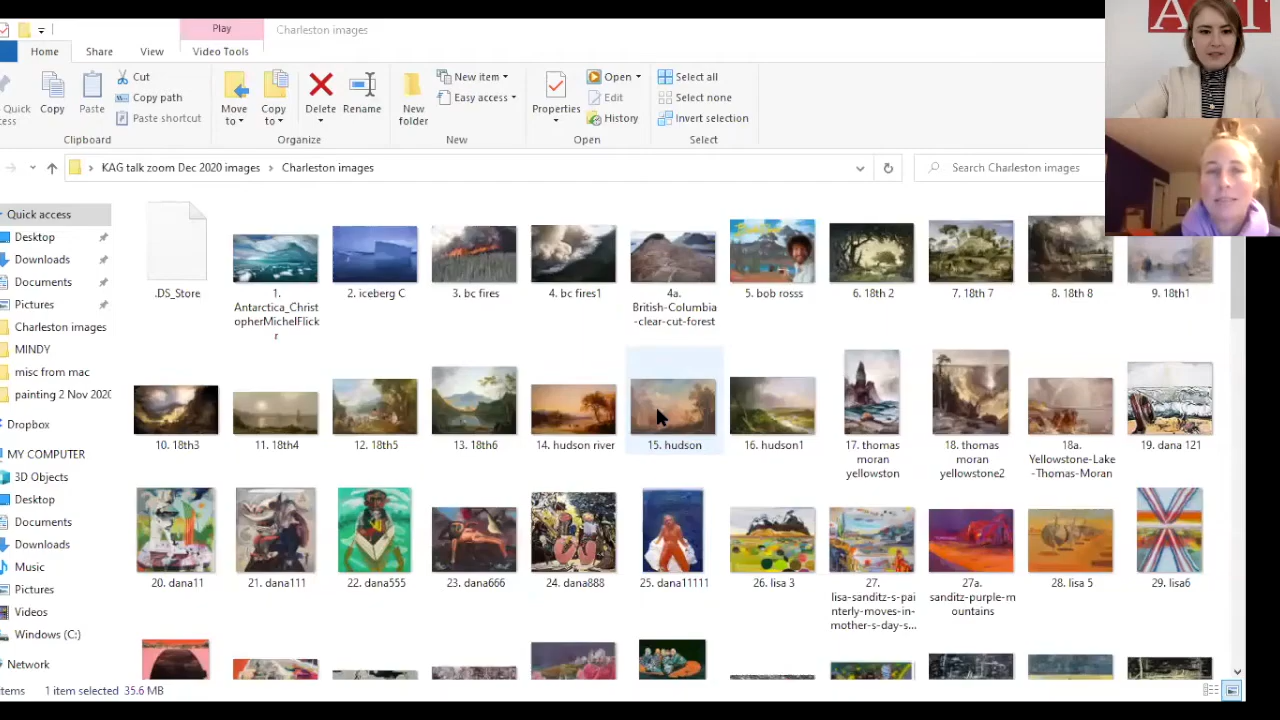 Play
Charleston images
Home
Share
View
Video Tools
Quick
cess
Copy
Paste
Cut
Copy path
Paste shortcut
Move
to
Copy
to
Delete
Rename
New
folder
New item
Easy access
Properties
Open
Edit
History
Select all
Select none
Invert selection
Clipboard
Organize
New
Open
Select
KAG talk zoom Dec 2020 images
Charleston images
Search Charleston images
Quick access
Desktop
Downloads
Documents
Pictures
Charleston images
MINDY
misc from mac
painting 2 Nov 2020
Dropbox
MY COMPUTER
3D Objects
Desktop
Documents
Downloads
Music
Pictures
Videos
Windows (C:)
Network
.DS_Store
1.
Antarctica_Christ
opherMichelFlick
r
2. iceberg C
3. bc fires
4. bc fires1
4a.
British-Columbia
-clear-cut-forest
5. bob rosss
6. 18th 2
7. 18th 7
8. 18th 8
9. 18th1
10. 18th3
11. 18th4
12. 18th5
13. 18th6
14. hudson river
15. hudson
16. hudson1
17. thomas
moran
yellowston
18. thomas
moran
yellowstone2
18a.
Yellowstone-Lake
-Thomas-Moran
19. dana 121
20. dana11
21. dana111
22. dana555
23. dana666
24. dana888
25. dana11111
26. lisa 3
27.
lisa-sanditz-s-pai
nterly-moves-in-
mother-s-day-s...
27a.
sanditz-purple-m
ountains
28. lisa 5
29. lisa6
items
1 item selected 35.6 MB